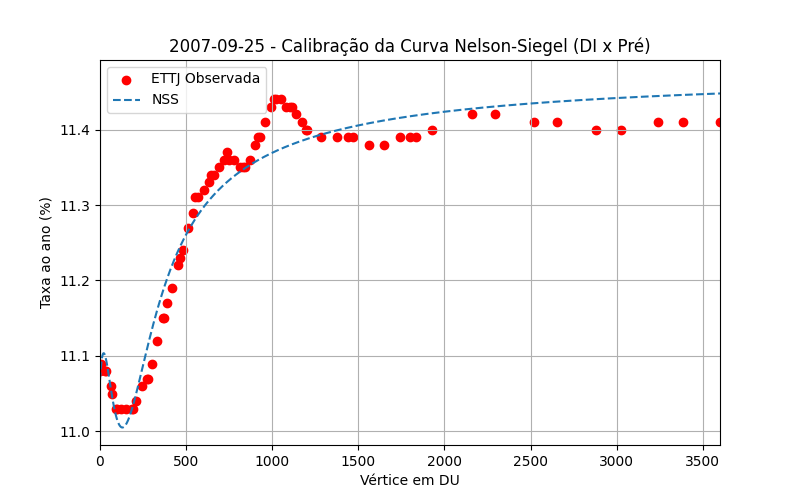 2007-09-25 - Calibração da Curva Nelson-Siegel (DI x Pré)
ETTJ Observada
NSS
Taxa ao ano (%)
11.4
11.3
11.2
11.1
11.0
0 500 1000 1500 2000 2500 3000 3500
Vértice em DU